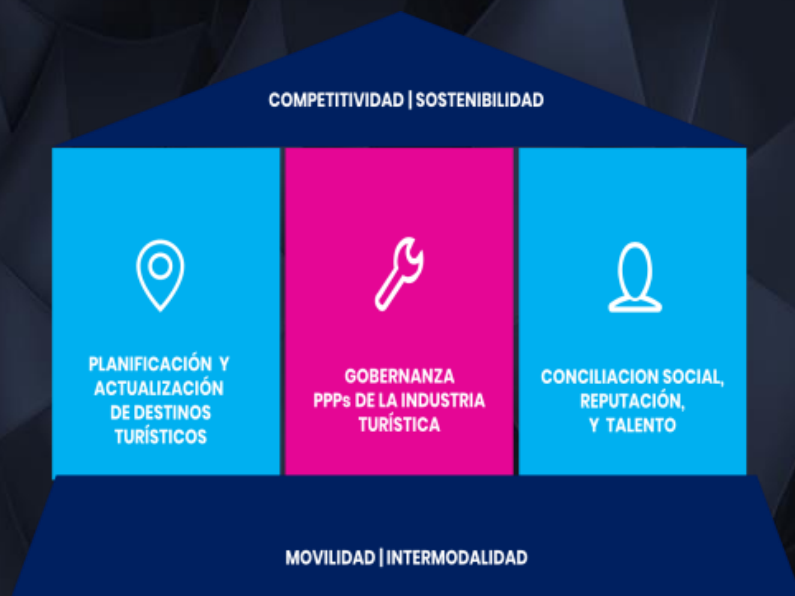 COMPETITIVIDAD | SOSTENIBILIDAD
PLANIFICACIÓN Y
ACTUALIZACIÓN
DE DESTINOS
TURÍSTICOS
GOBERNANZA
PPPs DE LA INDUSTRIA
TURÍSTICA
CONCILIACION SOCIAL,
REPUTACIÓN,
Y TALENTO
MOVILIDAD | INTERMODALIDAD